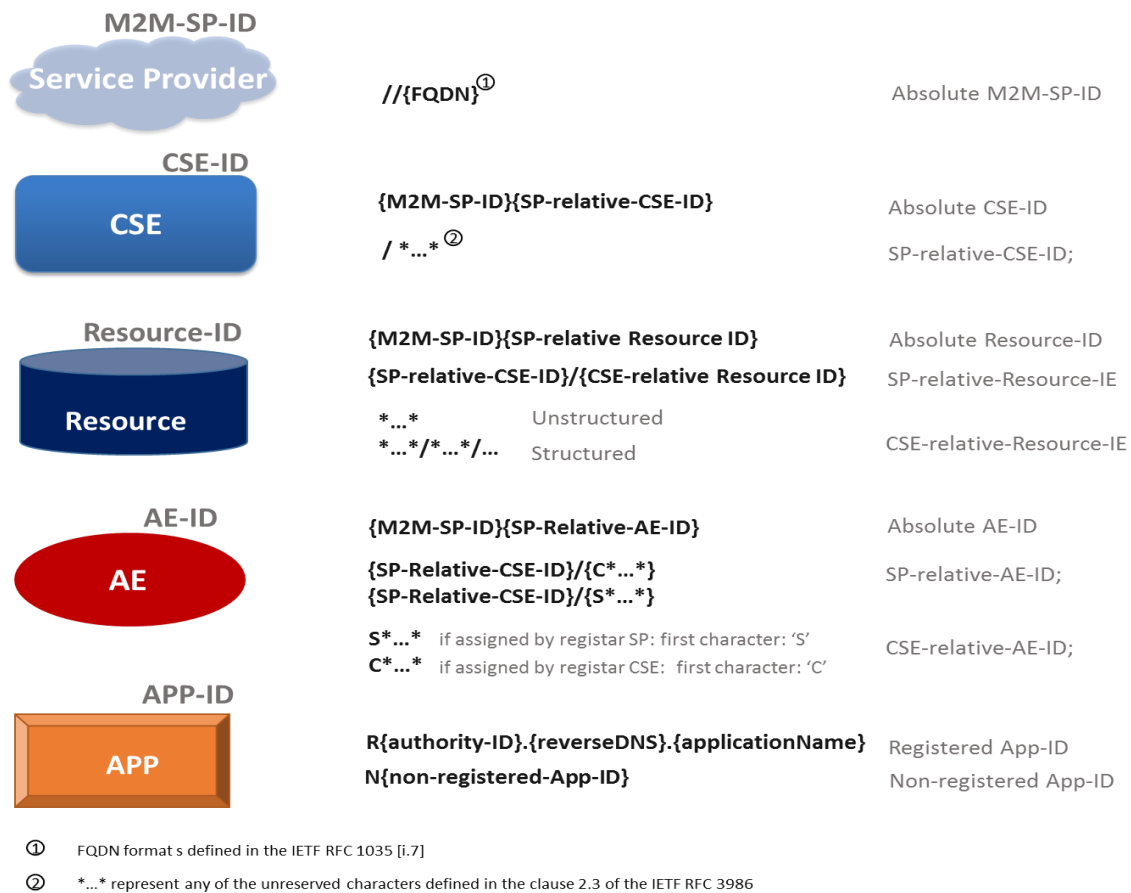 M2M-SP-ID
Service Provider
//{FQDN}① Absolute M2M-SP-ID
CSE-ID
CSE
{M2M-SP-ID}{SP-relative-CSE-ID} Absolute CSE-ID
/ *...* ② SP-relative-CSE-ID;
Resource-ID
Resource
{M2M-SP-ID}{SP-relative Resource ID} Absolute Resource-ID
{SP-relative-CSE-ID}/{CSE-relative Resource ID} SP-relative-Resource-IE
*...* Unstructured
*...*/*...*/... Structured
CSE-relative-Resource-IE
AE-ID
AE
{M2M-SP-ID}{SP-Relative-AE-ID} Absolute AE-ID
{SP-Relative-CSE-ID}/{C*...*} SP-relative-AE-ID;
{SP-Relative-CSE-ID}/{S*...*}
S*...* if assigned by registar SP: first character: ‘S’
CSE-relative-AE-ID;
C*...* if assigned by registar CSE: first character: ‘C’
APP-ID
APP
R{authority-ID}.{reverseDNS}.{applicationName} Registered App-ID
N{non-registered-App-ID} Non-registered App-ID
① FQDN format s defined in the IETF RFC 1035 [i.7]
② *...* represent any of the unreserved characters defined in the clause 2.3 of the IETF RFC 3986